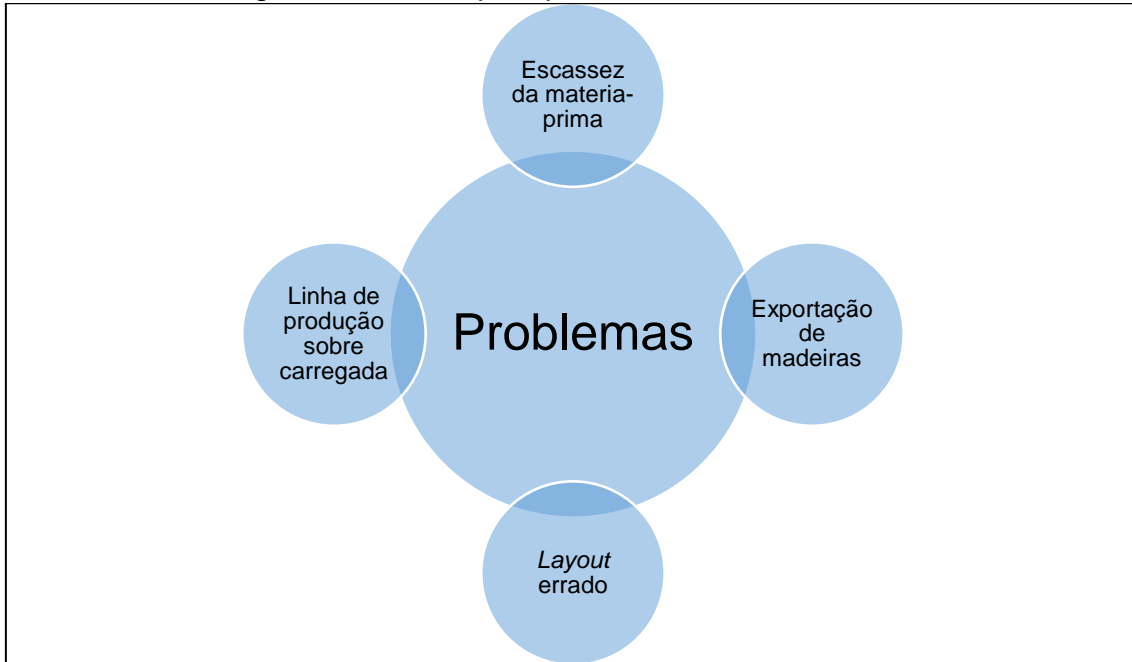 Escassez
da materia-
prima
Linha de
produção
sobre
carregada
Problemas
Exportação
de
madeiras
Layout
errado